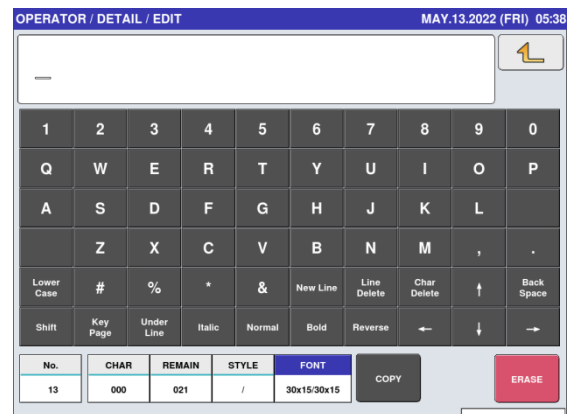 OPERATOR / DETAIL / EDIT MAY.13.2022 (FRI) 05:38
1 2 3 4 5 6 7 8 9 0
Q W E R T Y U I O P
A S D F G H J K L
Z X C V B N M , .
Lower Case # % * & New Line Line Delete Char Delete ↑ Back Space
Shift Key Page Under Line Italic Normal Bold Reverse ← ↓ →
No. CHAR REMAIN STYLE FONT COPY ERASE
13 000 021 / 30x15/30x15